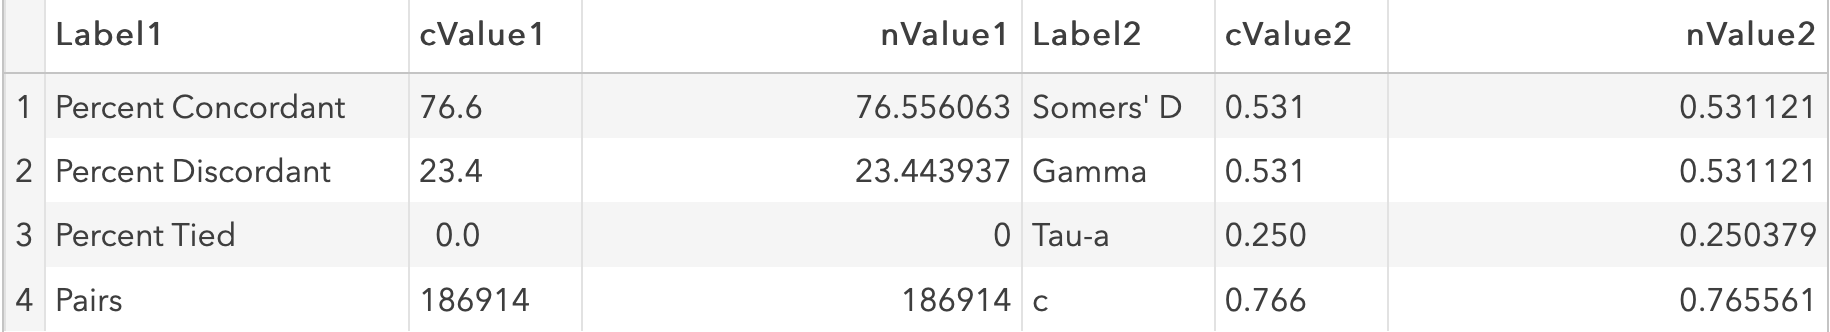 Label1 cValue1 nValue1 Label2 cValue2 nValue2
1 Percent Concordant 76.6 76.556063 Somers' D 0.531 0.531121
2 Percent Discordant 23.4 23.443937 Gamma 0.531 0.531121
3 Percent Tied 0.0 0 Tau-a 0.250 0.250379
4 Pairs 186914 186914 c 0.766 0.765561